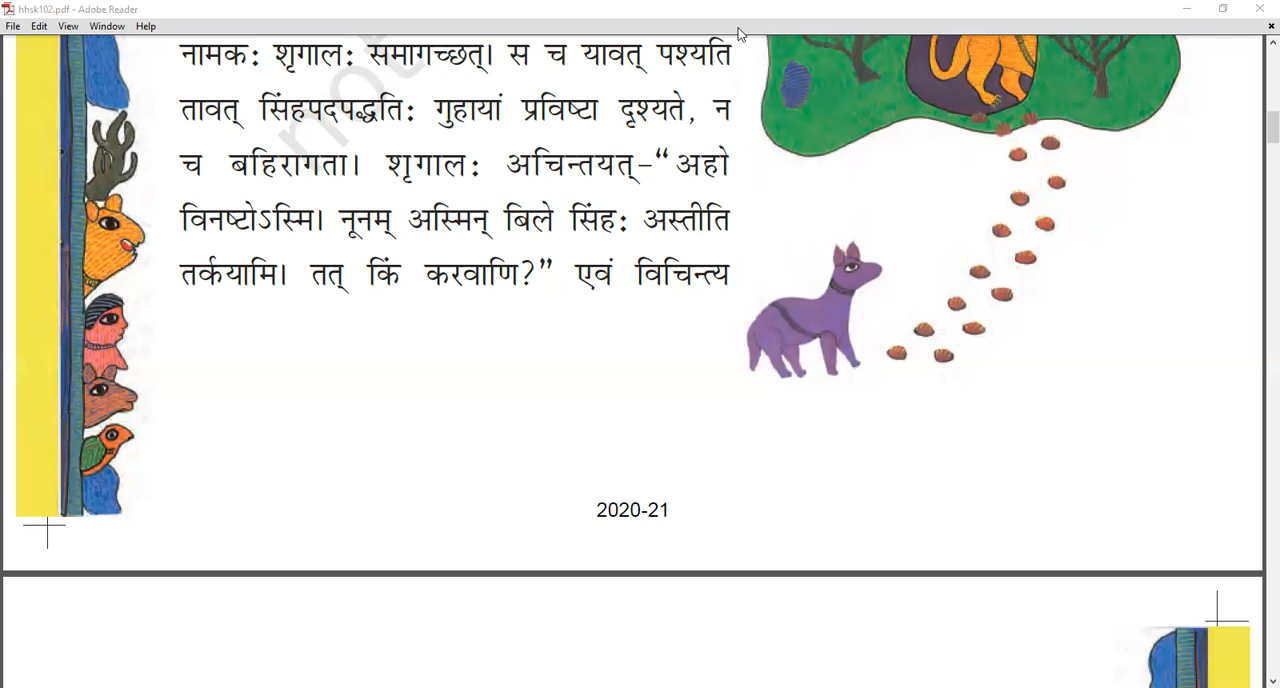 hhsk102.pdf - Adobe Reader
File Edit View Window Help
नामक: शृगाल: समागच्छत्। स च यावत् पश्यति
तावत् सिंहपदपद्धति: गुहायां प्रविष्टा दृश्यते, न
च बहिरागता। शृगाल: अचिन्तयत्-“अहो
विनष्टोऽस्मि। नूनम् अस्मिन् बिले सिंह: अस्तीति
तर्कयामि। तत् किं करवाणि?” एवं विचिन्त्य
2020-21